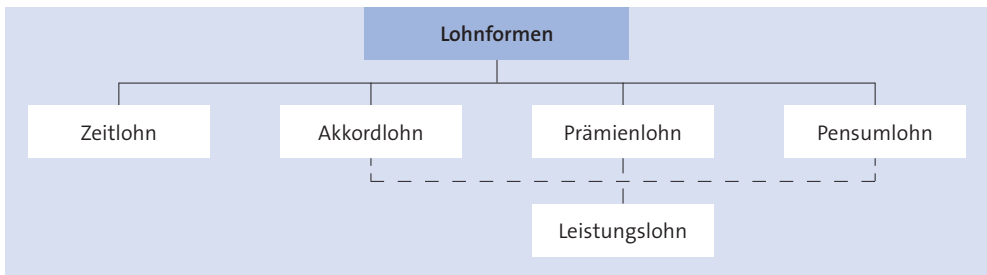 Lohnformen
Zeitlohn
Akkordlohn
Prämienlohn
Pensumlohn
Leistungslohn